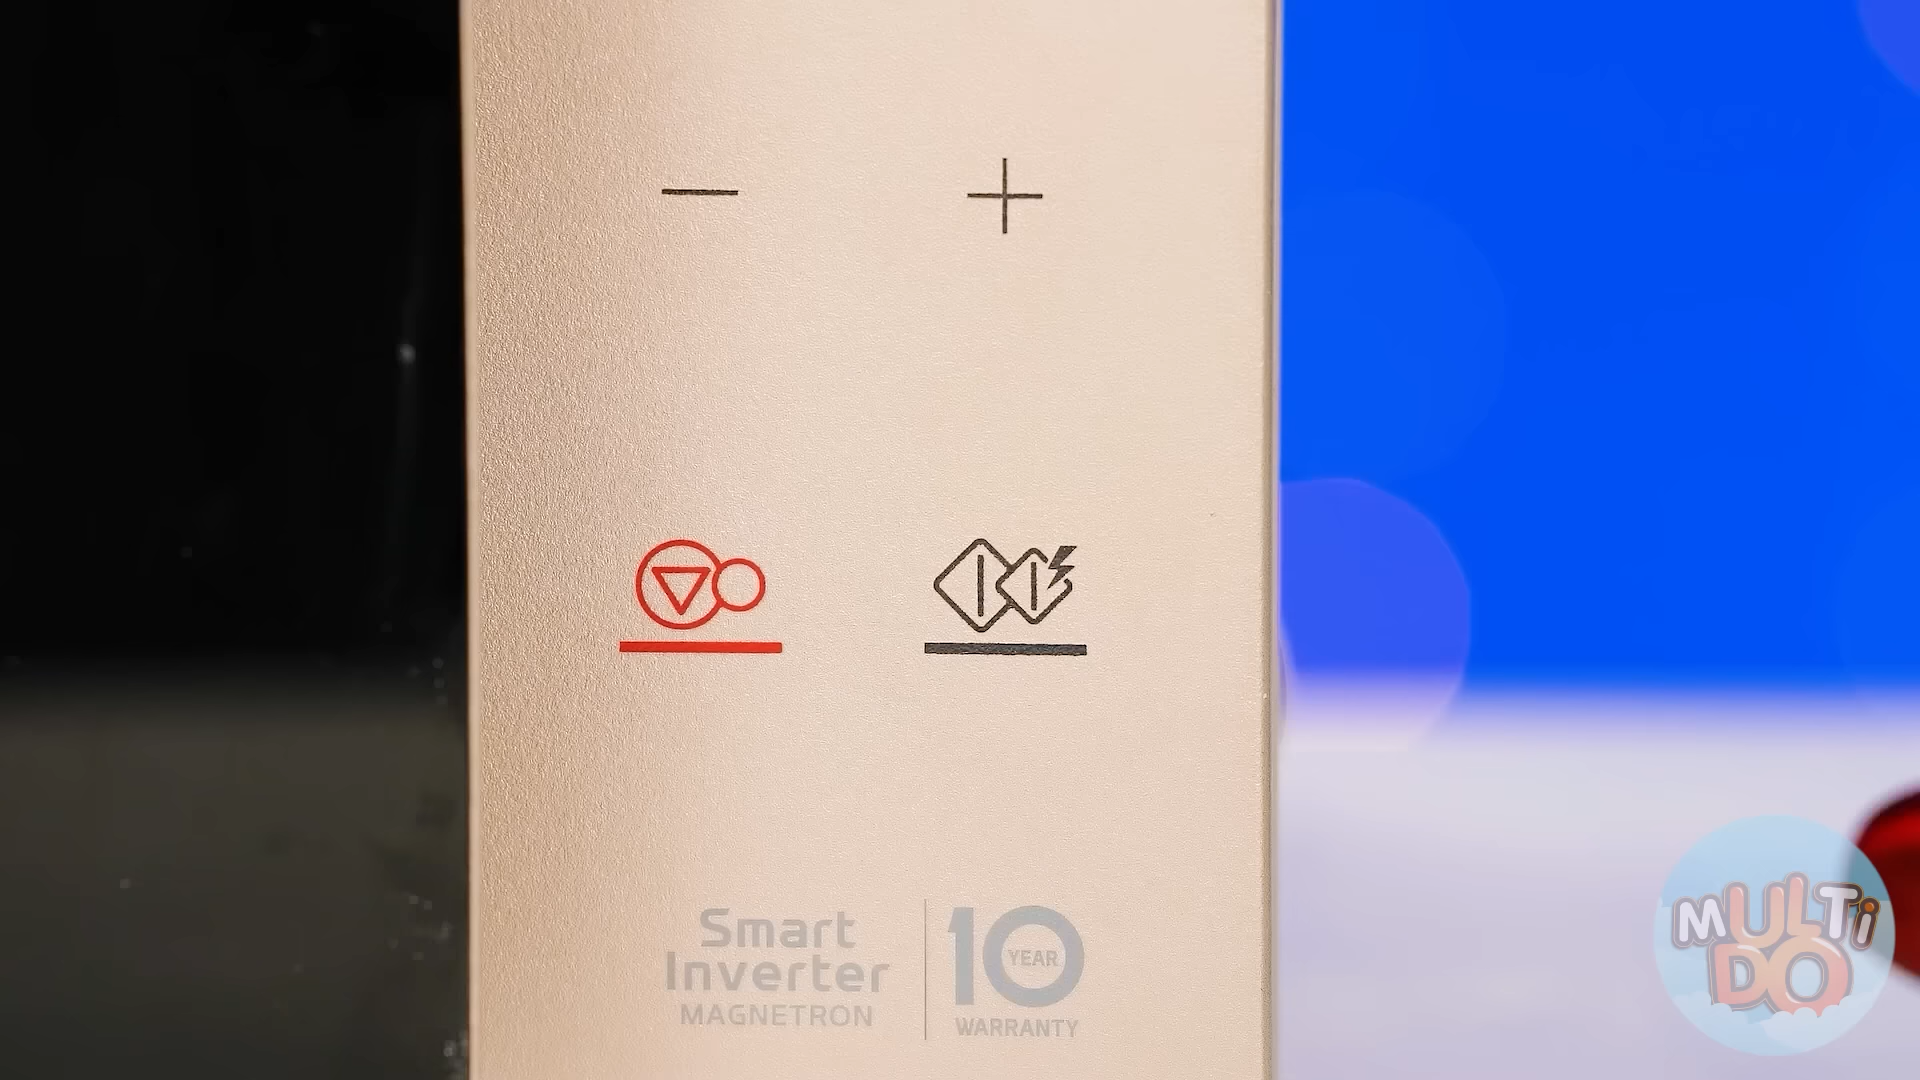 − +
Smart
Inverter
MAGNETRON
10
YEAR
WARRANTY
MULTi
DO